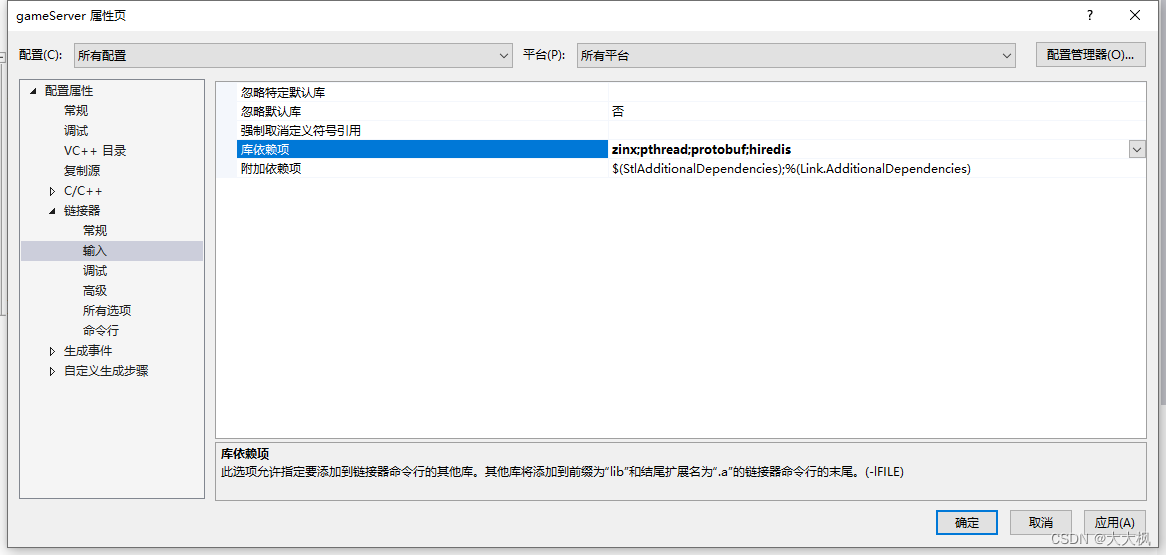 gameServer 属性页
?
配置(C): 所有配置 平台(P): 所有平台 配置管理器(O)...
配置属性
常规
调试
VC++ 目录
复制源
C/C++
链接器
常规
输入
调试
高级
所有选项
命令行
生成事件
自定义生成步骤
忽略特定默认库
忽略默认库 否
强制取消定义符号引用
库依赖项 zinx;pthread;protobuf;hiredis
附加依赖项 $(StlAdditionalDependencies);%(Link.AdditionalDependencies)
库依赖项
此选项允许指定要添加到链接器命令行的其他库。其他库将添加到前缀为“lib”和结尾扩展名为“.a”的链接器命令行的末尾。(-lFILE)
确定 取消 应用(A)
CSDN @大大枫